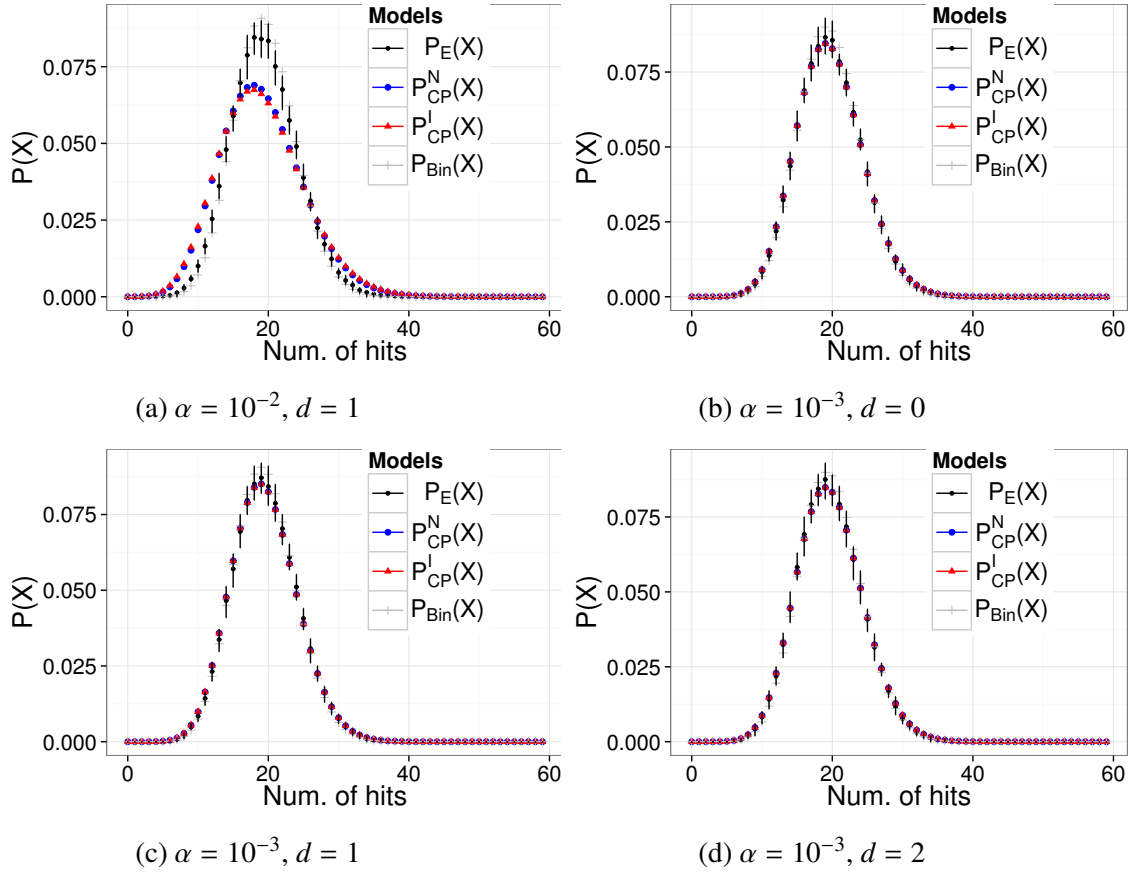 Models
P_E(X)
P^N_CP(X)
P^I_CP(X)
P_Bin(X)
P(X)
0.075
0.050
0.025
0.000
0 20 40 60
Num. of hits
(a) α = 10⁻², d = 1
Models
P_E(X)
P^N_CP(X)
P^I_CP(X)
P_Bin(X)
P(X)
0.075
0.050
0.025
0.000
0 20 40 60
Num. of hits
(b) α = 10⁻³, d = 0
Models
P_E(X)
P^N_CP(X)
P^I_CP(X)
P_Bin(X)
P(X)
0.075
0.050
0.025
0.000
0 20 40 60
Num. of hits
(c) α = 10⁻³, d = 1
Models
P_E(X)
P^N_CP(X)
P^I_CP(X)
P_Bin(X)
P(X)
0.075
0.050
0.025
0.000
0 20 40 60
Num. of hits
(d) α = 10⁻³, d = 2